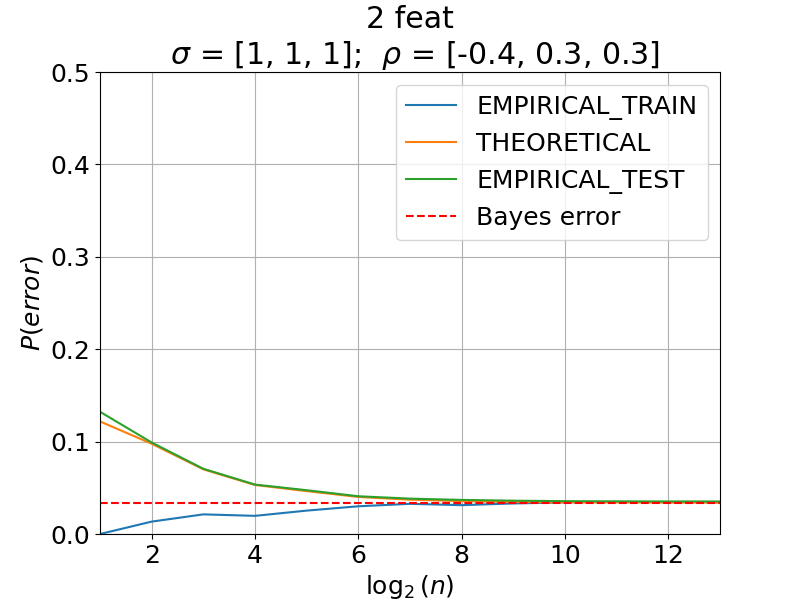 2 feat
σ = [1, 1, 1];  ρ = [-0.4, 0.3, 0.3]
0.5
0.4
0.3
0.2
0.1
0.0
P(error)
EMPIRICAL_TRAIN
THEORETICAL
EMPIRICAL_TEST
Bayes error
2 4 6 8 10 12
log₂(n)